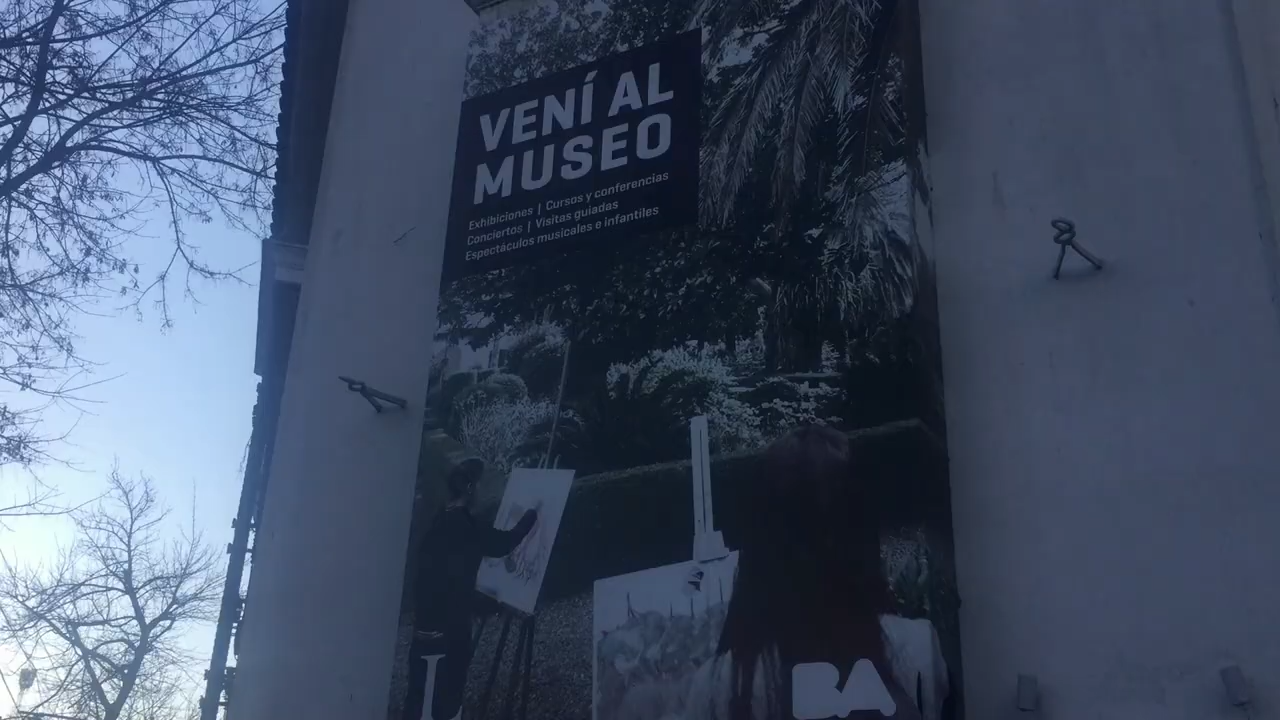 VENÍ AL
MUSEO
Exhibiciones | Cursos y conferencias
Conciertos | Visitas guiadas
Espectáculos musicales e infantiles
BA